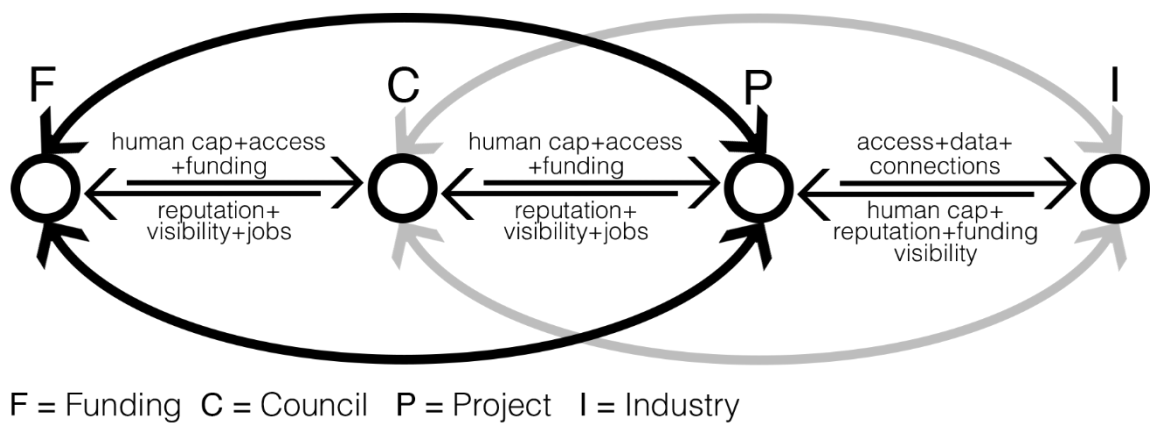 F
C
P
I
human cap+access
+funding
reputation+
visibility+jobs
human cap+access
+funding
reputation+
visibility+jobs
access+data+
connections
human cap+
reputation+funding
visibility
F = Funding C = Council P = Project I = Industry